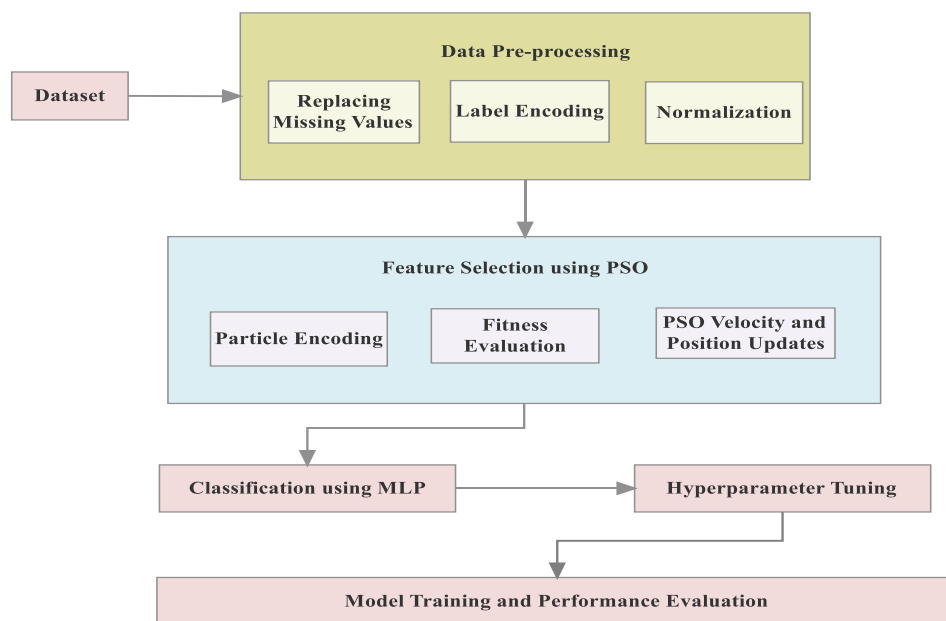 Data Pre-processing
Dataset
Replacing
Missing Values
Label Encoding
Normalization
Feature Selection using PSO
Particle Encoding
Fitness
Evaluation
PSO Velocity and
Position Updates
Classification using MLP
Hyperparameter Tuning
Model Training and Performance Evaluation